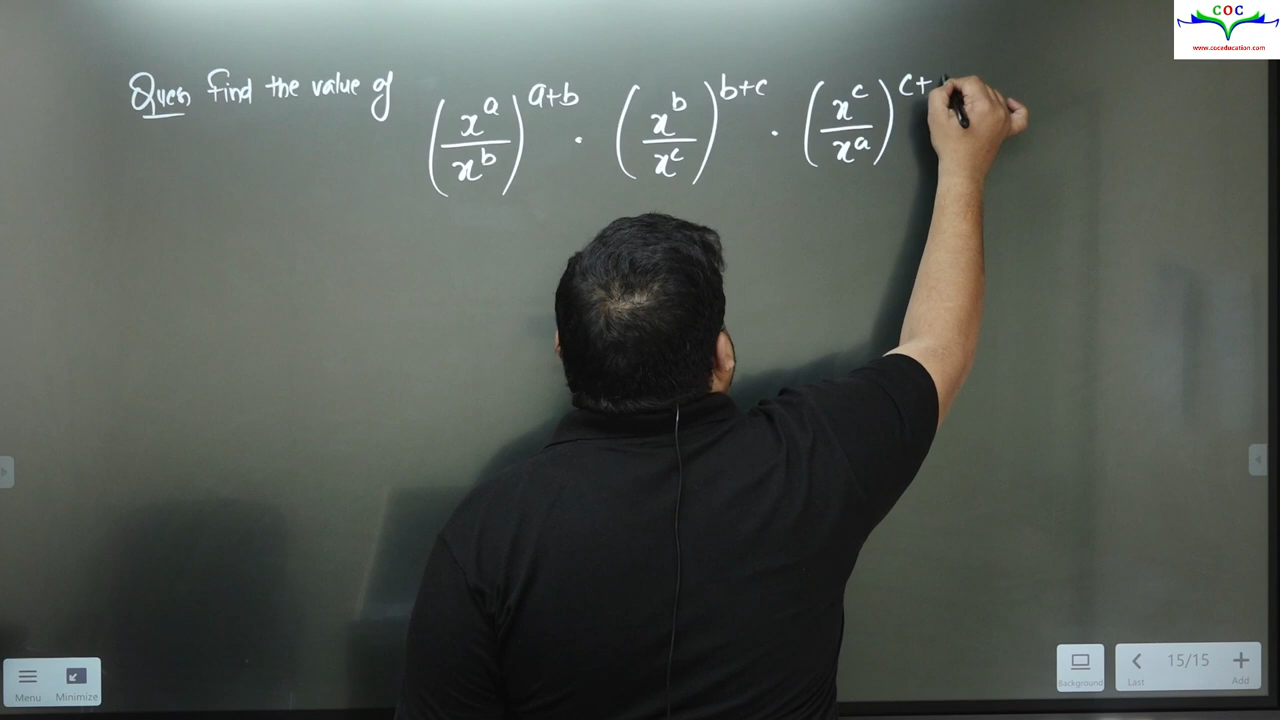 COC
www.coceducation.com
Ques Find the value of (x^a/x^b)^(a+b) · (x^b/x^c)^(b+c) · (x^c/x^a)^(c+
Menu Minimize
Background
Last 15/15 Add